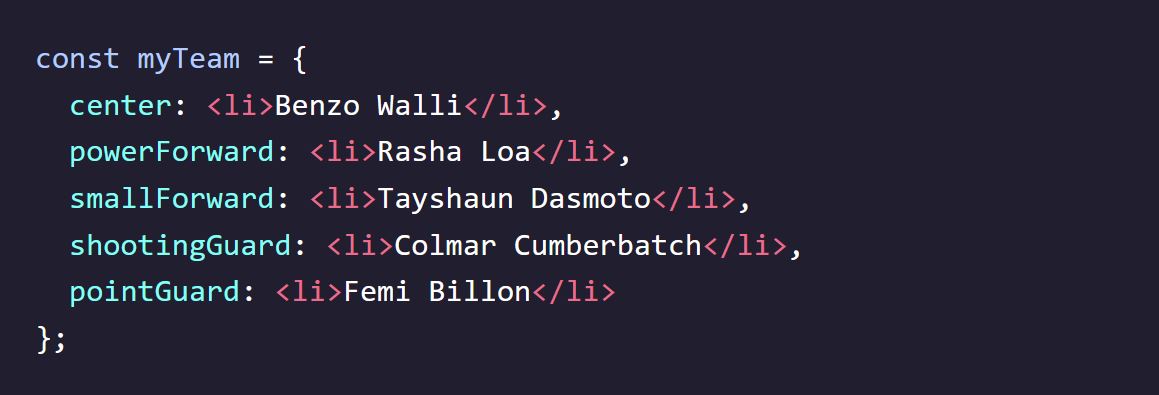 const myTeam = {
  center: <li>Benzo Walli</li>,
  powerForward: <li>Rasha Loa</li>,
  smallForward: <li>Tayshaun Dasmoto</li>,
  shootingGuard: <li>Colmar Cumberbatch</li>,
  pointGuard: <li>Femi Billon</li>
};